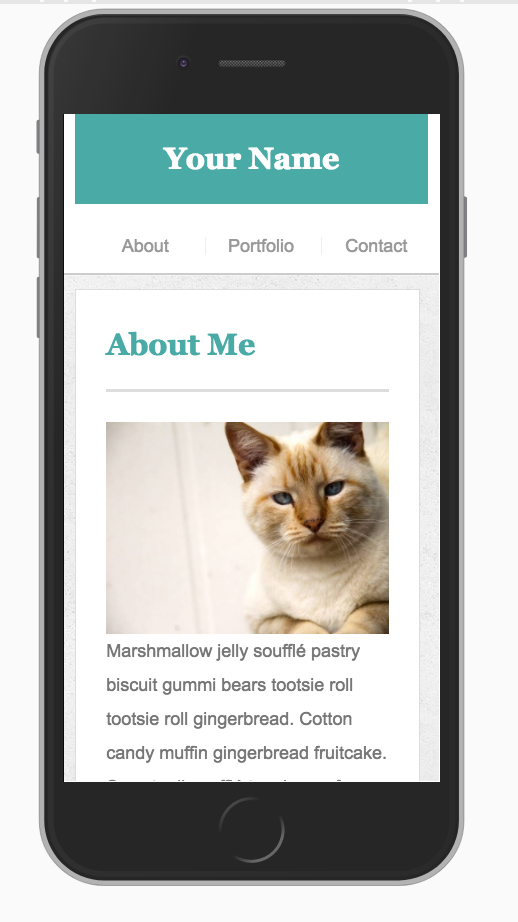 Your Name
About Portfolio Contact
About Me
Marshmallow jelly soufflé pastry
biscuit gummi bears tootsie roll
tootsie roll gingerbread. Cotton
candy muffin gingerbread fruitcake.